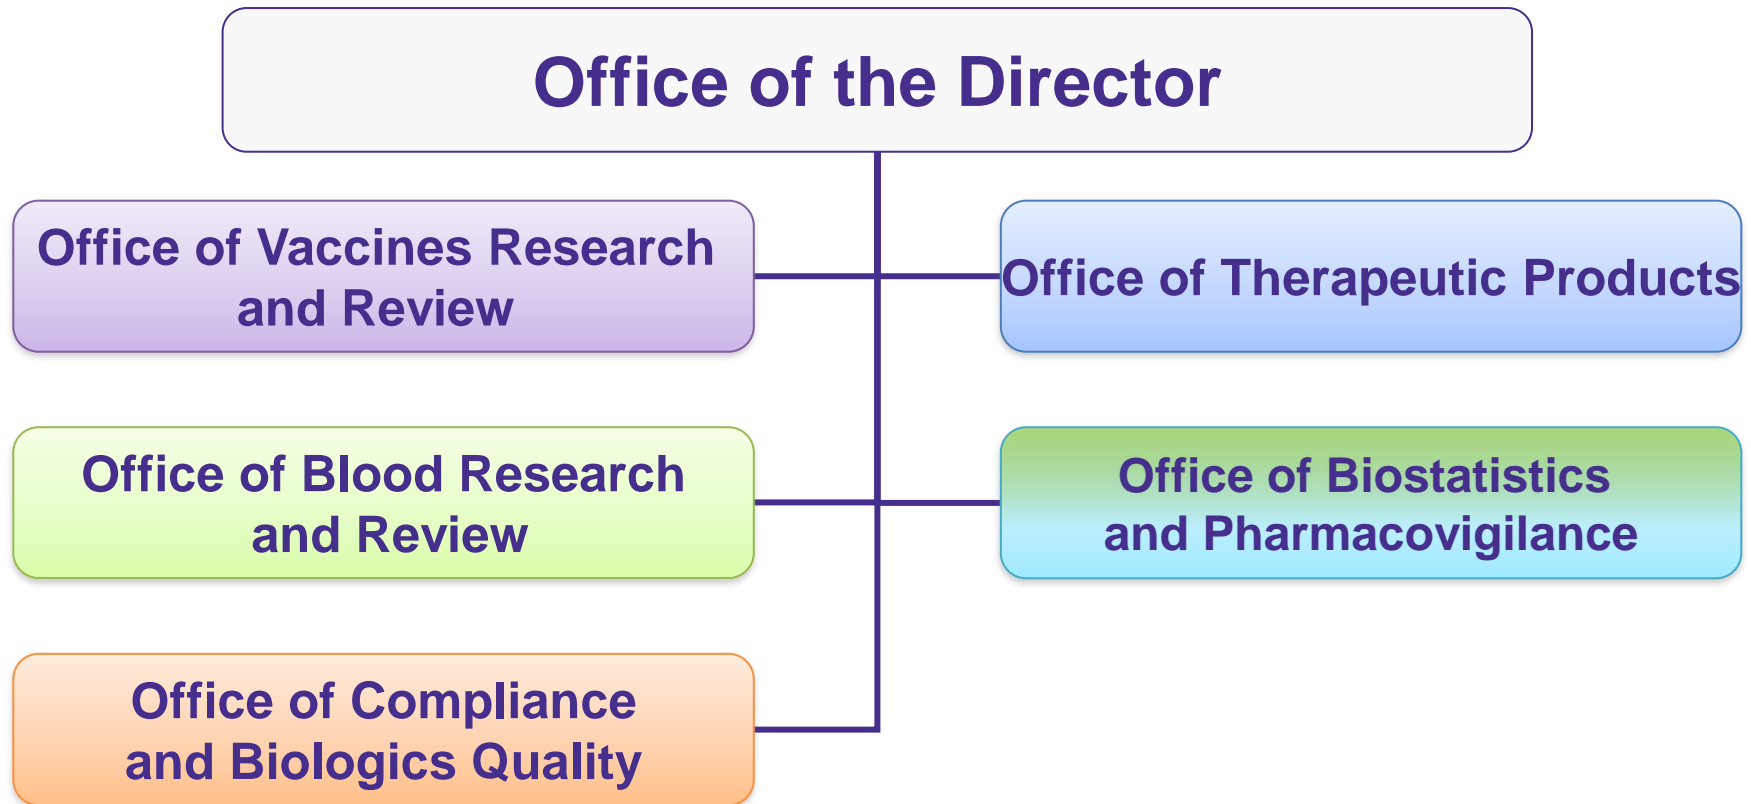 Office of the Director
Office of Vaccines Research
and Review
Office of Therapeutic Products
Office of Blood Research
and Review
Office of Biostatistics
and Pharmacovigilance
Office of Compliance
and Biologics Quality